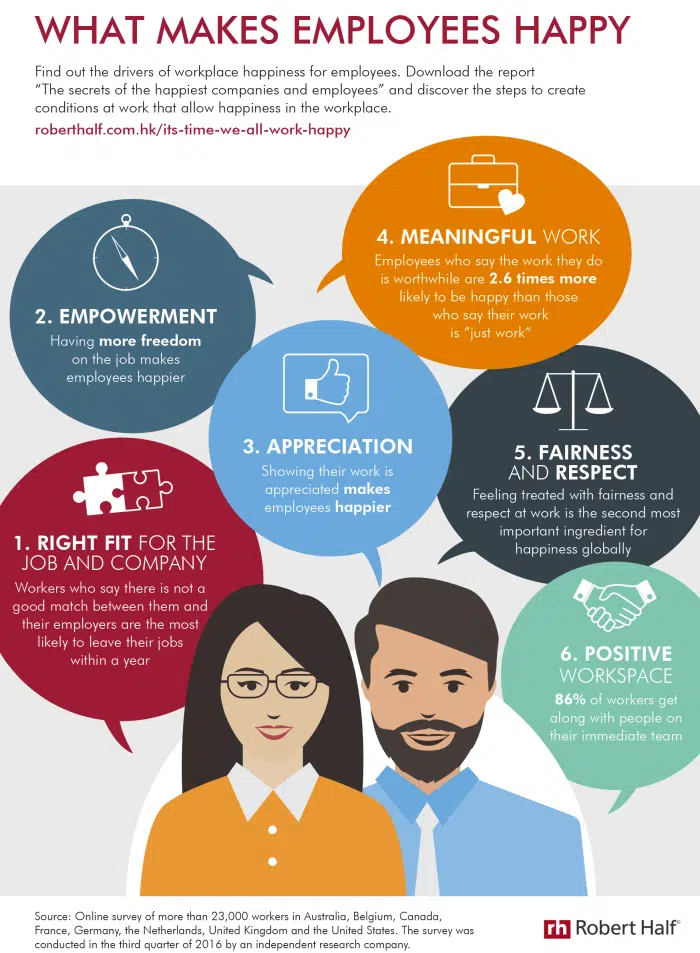 WHAT MAKES EMPLOYEES HAPPY
Find out the drivers of workplace happiness for employees. Download the report
“The secrets of the happiest companies and employees” and discover the steps to create
conditions at work that allow happiness in the workplace.
roberthalf.com.hk/its-time-we-all-work-happy
1. RIGHT FIT FOR THE
JOB AND COMPANY
Workers who say there is not a
good match between them and
their employers are the most
likely to leave their jobs
within a year
2. EMPOWERMENT
Having more freedom
on the job makes
employees happier
3. APPRECIATION
Showing their work is
appreciated makes
employees happier
4. MEANINGFUL WORK
Employees who say the work they do
is worthwhile are 2.6 times more
likely to be happy than those
who say their work
is “just work”
5. FAIRNESS
AND RESPECT
Feeling treated with fairness and
respect at work is the second most
important ingredient for
happiness globally
6. POSITIVE
WORKSPACE
86% of workers get
along with people on
their immediate team
Source: Online survey of more than 23,000 workers in Australia, Belgium, Canada,
France, Germany, the Netherlands, United Kingdom and the United States. The survey was
conducted in the third quarter of 2016 by an independent research company.
rh Robert Half®